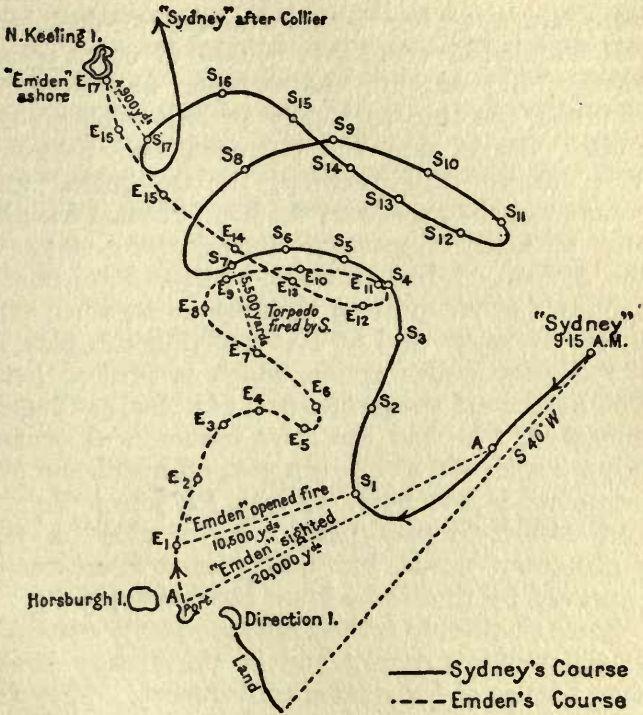 "Sydney" after Collier
N. Keeling I.
"Emden"
ashore
E17
4,900 yds
S17
S16
S15
S9
S14
S10
S13
S11
S12
S8
E15
E15
E14
S7
S6
S5
S4
E9
E10
E13
E11
E12
E8
5,500 yards
Torpedo
fired by S.
E7
S3
"Sydney"
9·15 A.M.
E6
E5
E4
E3
S2
E2
A
S 40° W
S1
"Emden" opened fire
10,500 yds
E1
"Emden" sighted
20,000 yds
Horsburgh I.
A
Port
Direction I.
Land
Sydney's Course
Emden's Course